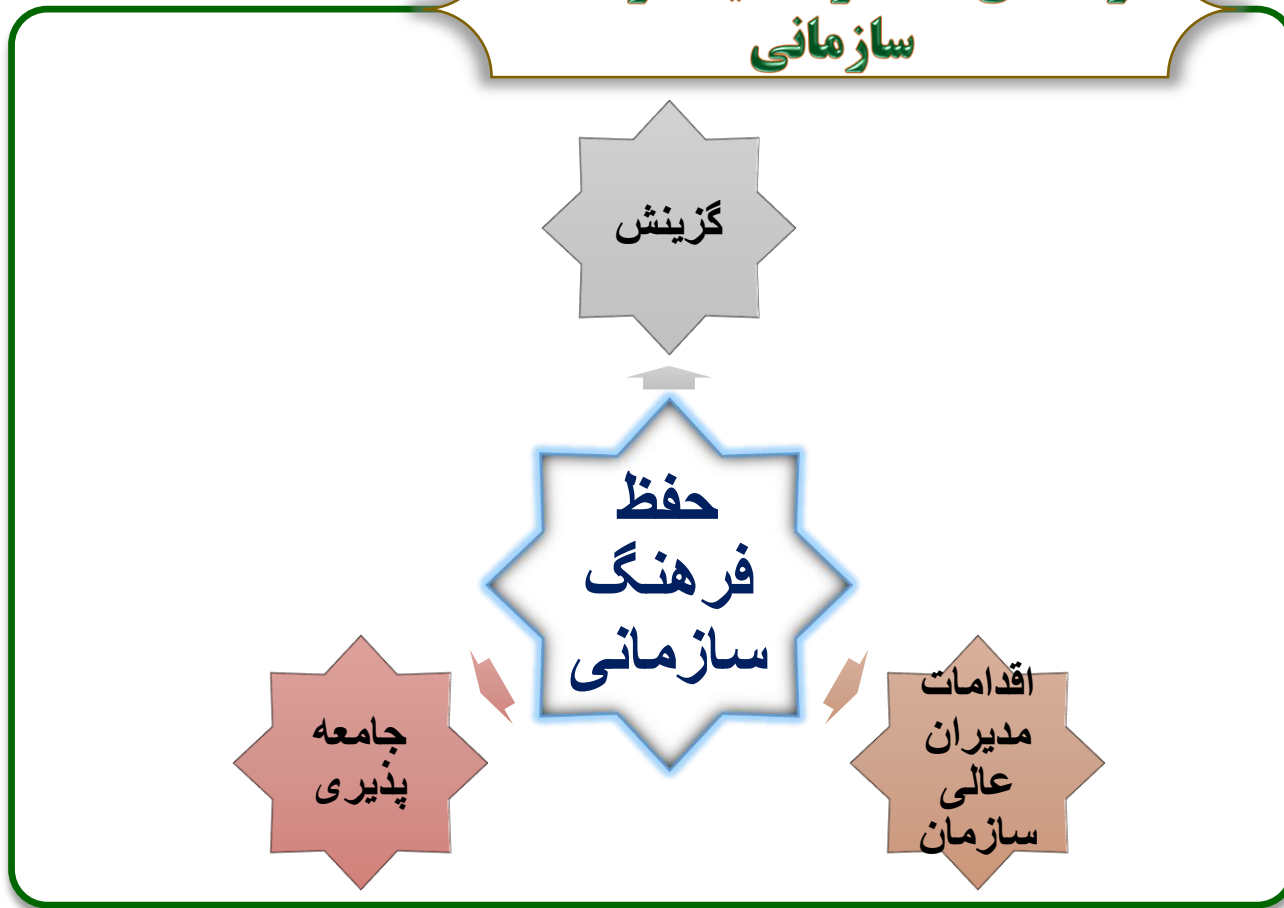 سازمانی
گزینش
حفظ
فرهنگ
سازمانی
اقدامات
مدیران
عالی
سازمان
جامعه
پذیری